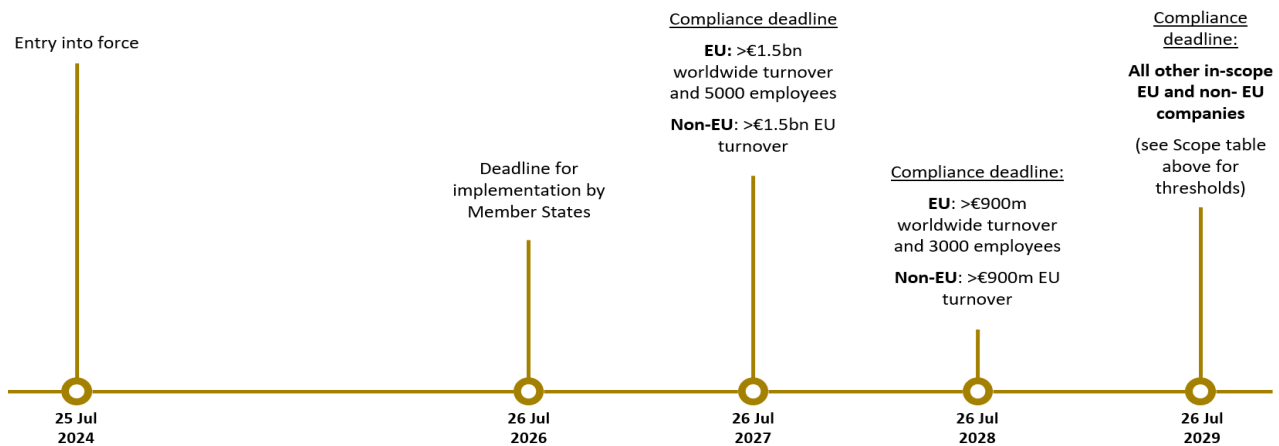 Entry into force
25 Jul
2024
Deadline for
implementation by
Member States
26 Jul
2026
Compliance deadline
EU: >€1.5bn
worldwide turnover
and 5000 employees
Non-EU: >€1.5bn EU
turnover
26 Jul
2027
Compliance deadline:
EU: >€900m
worldwide turnover
and 3000 employees
Non-EU: >€900m EU
turnover
26 Jul
2028
Compliance
deadline:
All other in-scope
EU and non- EU
companies
(see Scope table
above for
thresholds)
26 Jul
2029